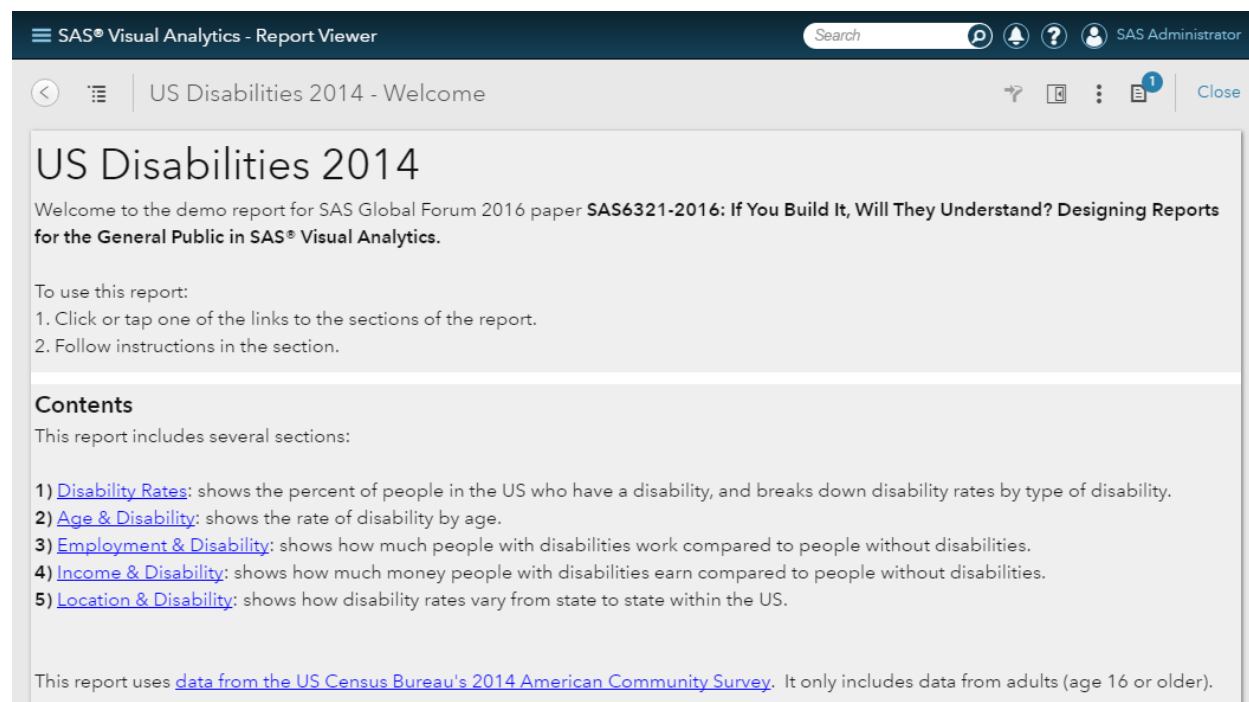 SAS® Visual Analytics - Report Viewer
Search
SAS Administrator
US Disabilities 2014 - Welcome
1
Close
US Disabilities 2014
Welcome to the demo report for SAS Global Forum 2016 paper SAS6321-2016: If You Build It, Will They Understand? Designing Reports
for the General Public in SAS® Visual Analytics.
To use this report:
1. Click or tap one of the links to the sections of the report.
2. Follow instructions in the section.
Contents
This report includes several sections:
1) Disability Rates: shows the percent of people in the US who have a disability, and breaks down disability rates by type of disability.
2) Age & Disability: shows the rate of disability by age.
3) Employment & Disability: shows how much people with disabilities work compared to people without disabilities.
4) Income & Disability: shows how much money people with disabilities earn compared to people without disabilities.
5) Location & Disability: shows how disability rates vary from state to state within the US.
This report uses data from the US Census Bureau's 2014 American Community Survey. It only includes data from adults (age 16 or older).